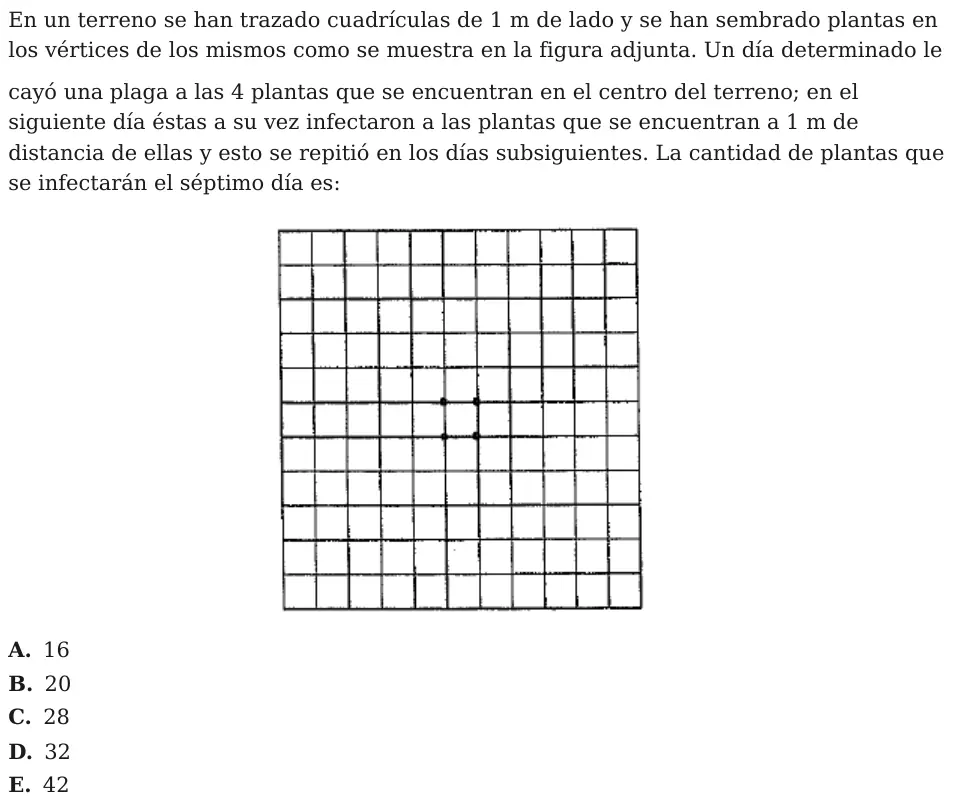 En un terreno se han trazado cuadrículas de 1 m de lado y se han sembrado plantas en
los vértices de los mismos como se muestra en la figura adjunta. Un día determinado le
cayó una plaga a las 4 plantas que se encuentran en el centro del terreno; en el
siguiente día éstas a su vez infectaron a las plantas que se encuentran a 1 m de
distancia de ellas y esto se repitió en los días subsiguientes. La cantidad de plantas que
se infectarán el séptimo día es:
A. 16
B. 20
C. 28
D. 32
E. 42